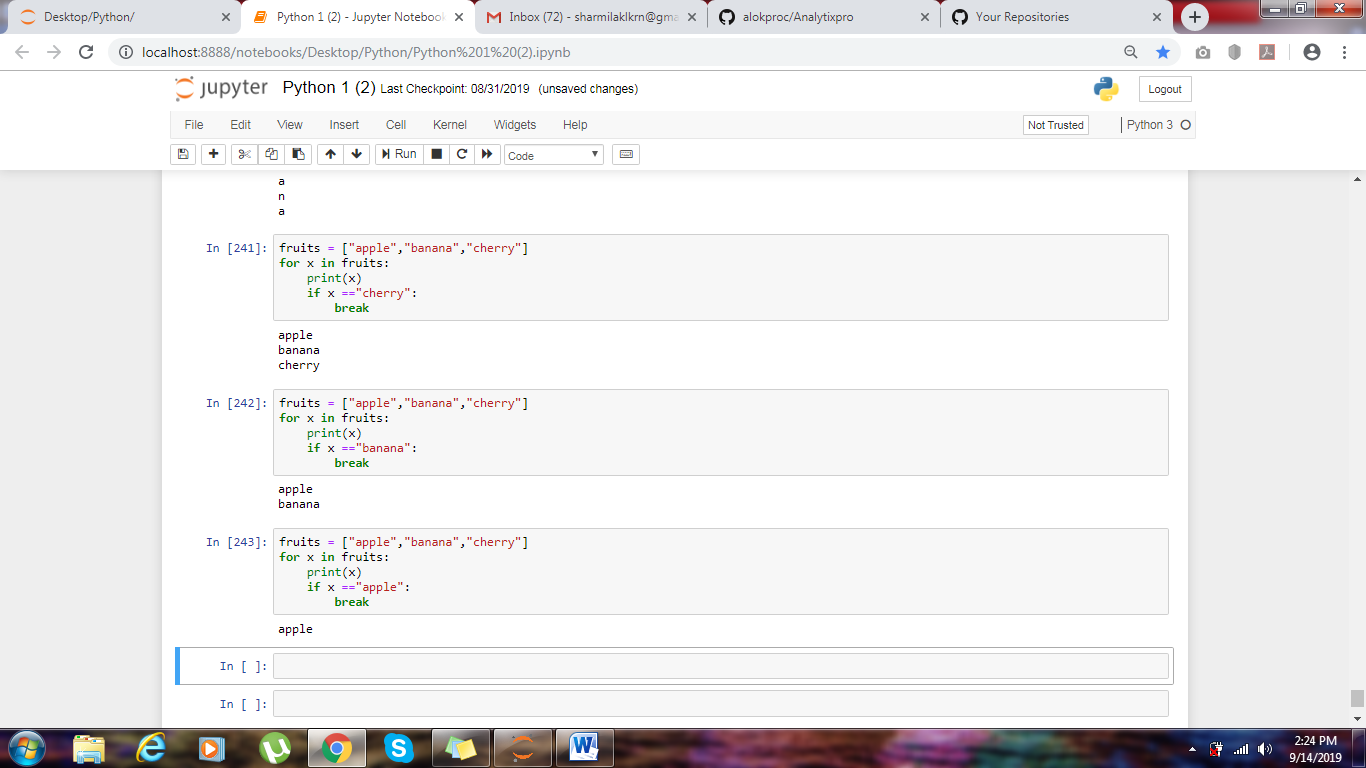 Desktop/Python/
Python 1 (2) - Jupyter Notebook
Inbox (72) - sharmilaklkrn@gma
alokproc/Analytixpro
Your Repositories
localhost:8888/notebooks/Desktop/Python/Python%201%20(2).ipynb
jupyter Python 1 (2) Last Checkpoint: 08/31/2019 (unsaved changes)
Logout
File Edit View Insert Cell Kernel Widgets Help
Not Trusted
Python 3
Run
Code
a
n
a
In [241]: fruits = ["apple","banana","cherry"]
for x in fruits:
    print(x)
    if x =="cherry":
        break
apple
banana
cherry
In [242]: fruits = ["apple","banana","cherry"]
for x in fruits:
    print(x)
    if x =="banana":
        break
apple
banana
In [243]: fruits = ["apple","banana","cherry"]
for x in fruits:
    print(x)
    if x =="apple":
        break
apple
In [ ]:
In [ ]:
2:24 PM
9/14/2019